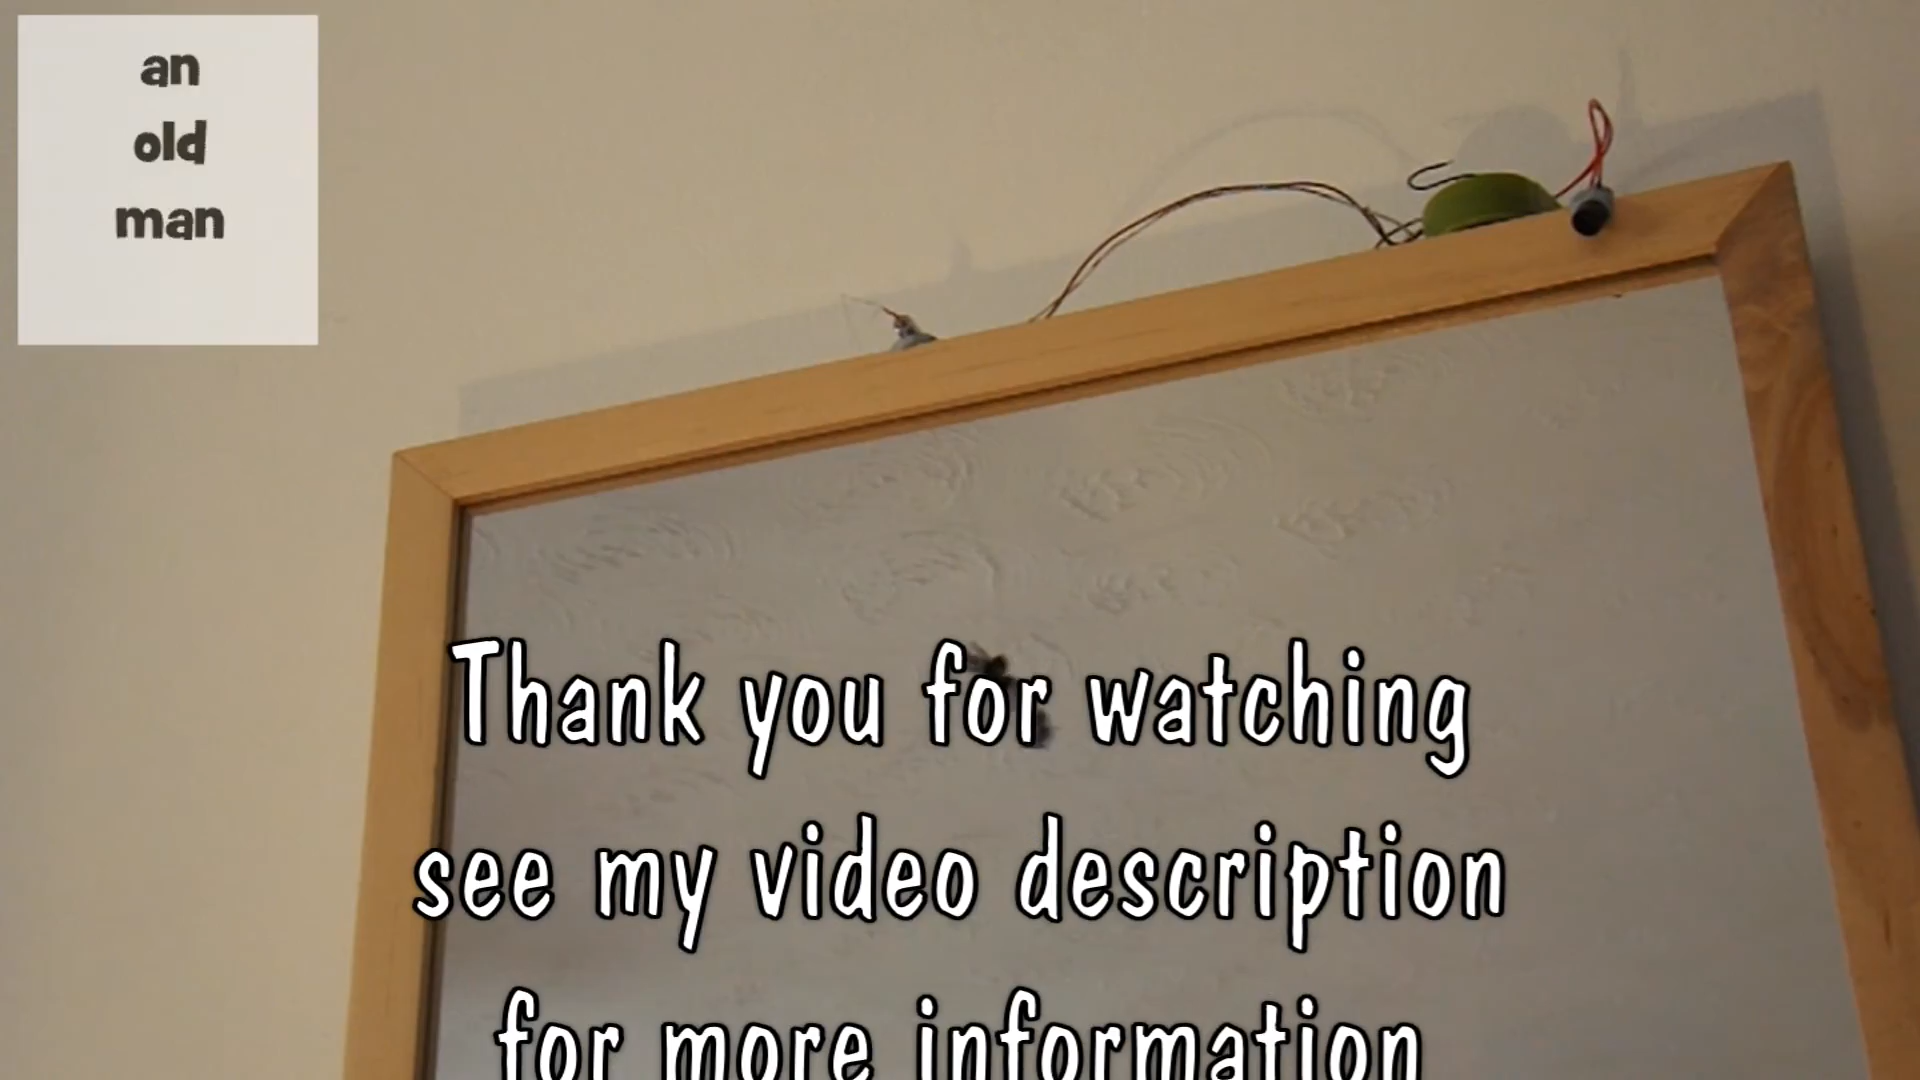 an
old
man
Thank you for watching
see my video description
for more information